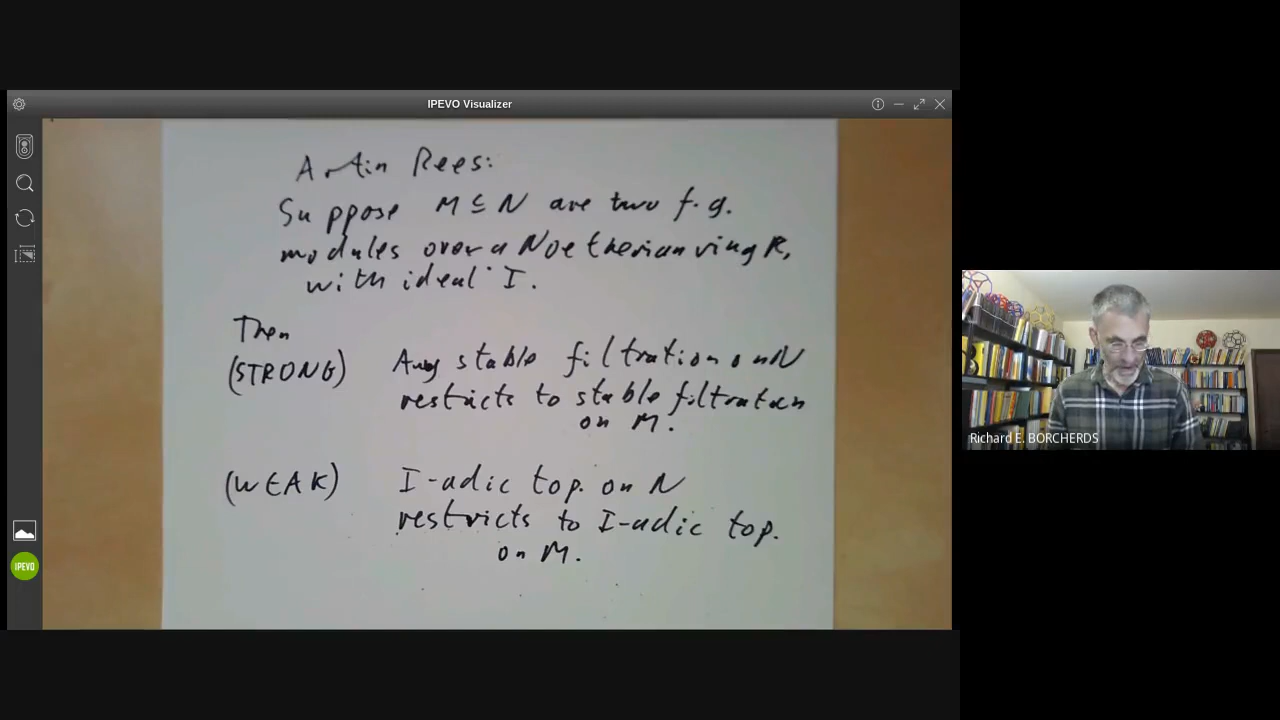 IPEVO Visualizer
Artin Rees:
Suppose M ⊆ N are two f.g.
modules over a Noetherian ring R,
with ideal I.
Then
(STRONG) Any stable filtration on N
restricts to stable filtration
on M.
(WEAK) I-adic top. on N
restricts to I-adic top.
on M.
IPEVO
Richard E. BORCHERDS